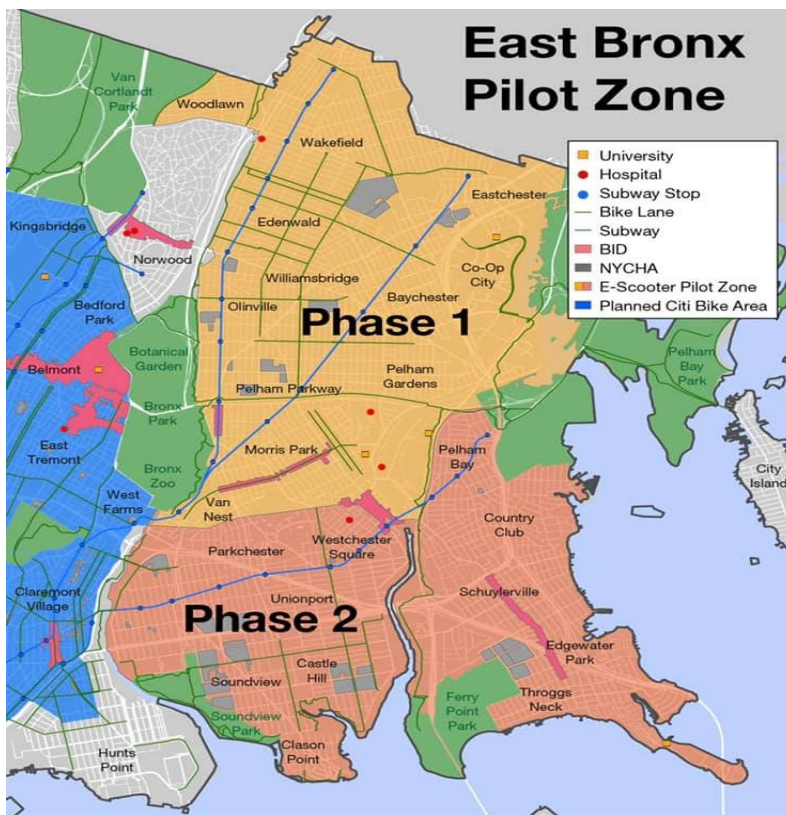 East Bronx
Pilot Zone
University
Hospital
Subway Stop
Bike Lane
Subway
BID
NYCHA
E-Scooter Pilot Zone
Planned Citi Bike Area
Van
Cortlandt
Park
Woodlawn
Wakefield
Eastchester
Kingsbridge
Edenwald
Norwood
Co-Op
City
Williamsbridge
Bedford
Park
Olinville
Baychester
Phase 1
Botanical
Garden
Pelham
Bay
Park
Belmont
Pelham
Gardens
Pelham Parkway
Bronx
Park
East
Tremont
Morris Park
Pelham
Bay
City
Island
Bronx
Zoo
West
Farms
Van
Nest
Country
Club
Westchester
Square
Parkchester
Claremont
Village
Unionport
Schuylerville
Phase 2
Edgewater
Park
Castle
Hill
Soundview
Throggs
Neck
Ferry
Point
Park
Soundview
Park
Clason
Point
Hunts
Point